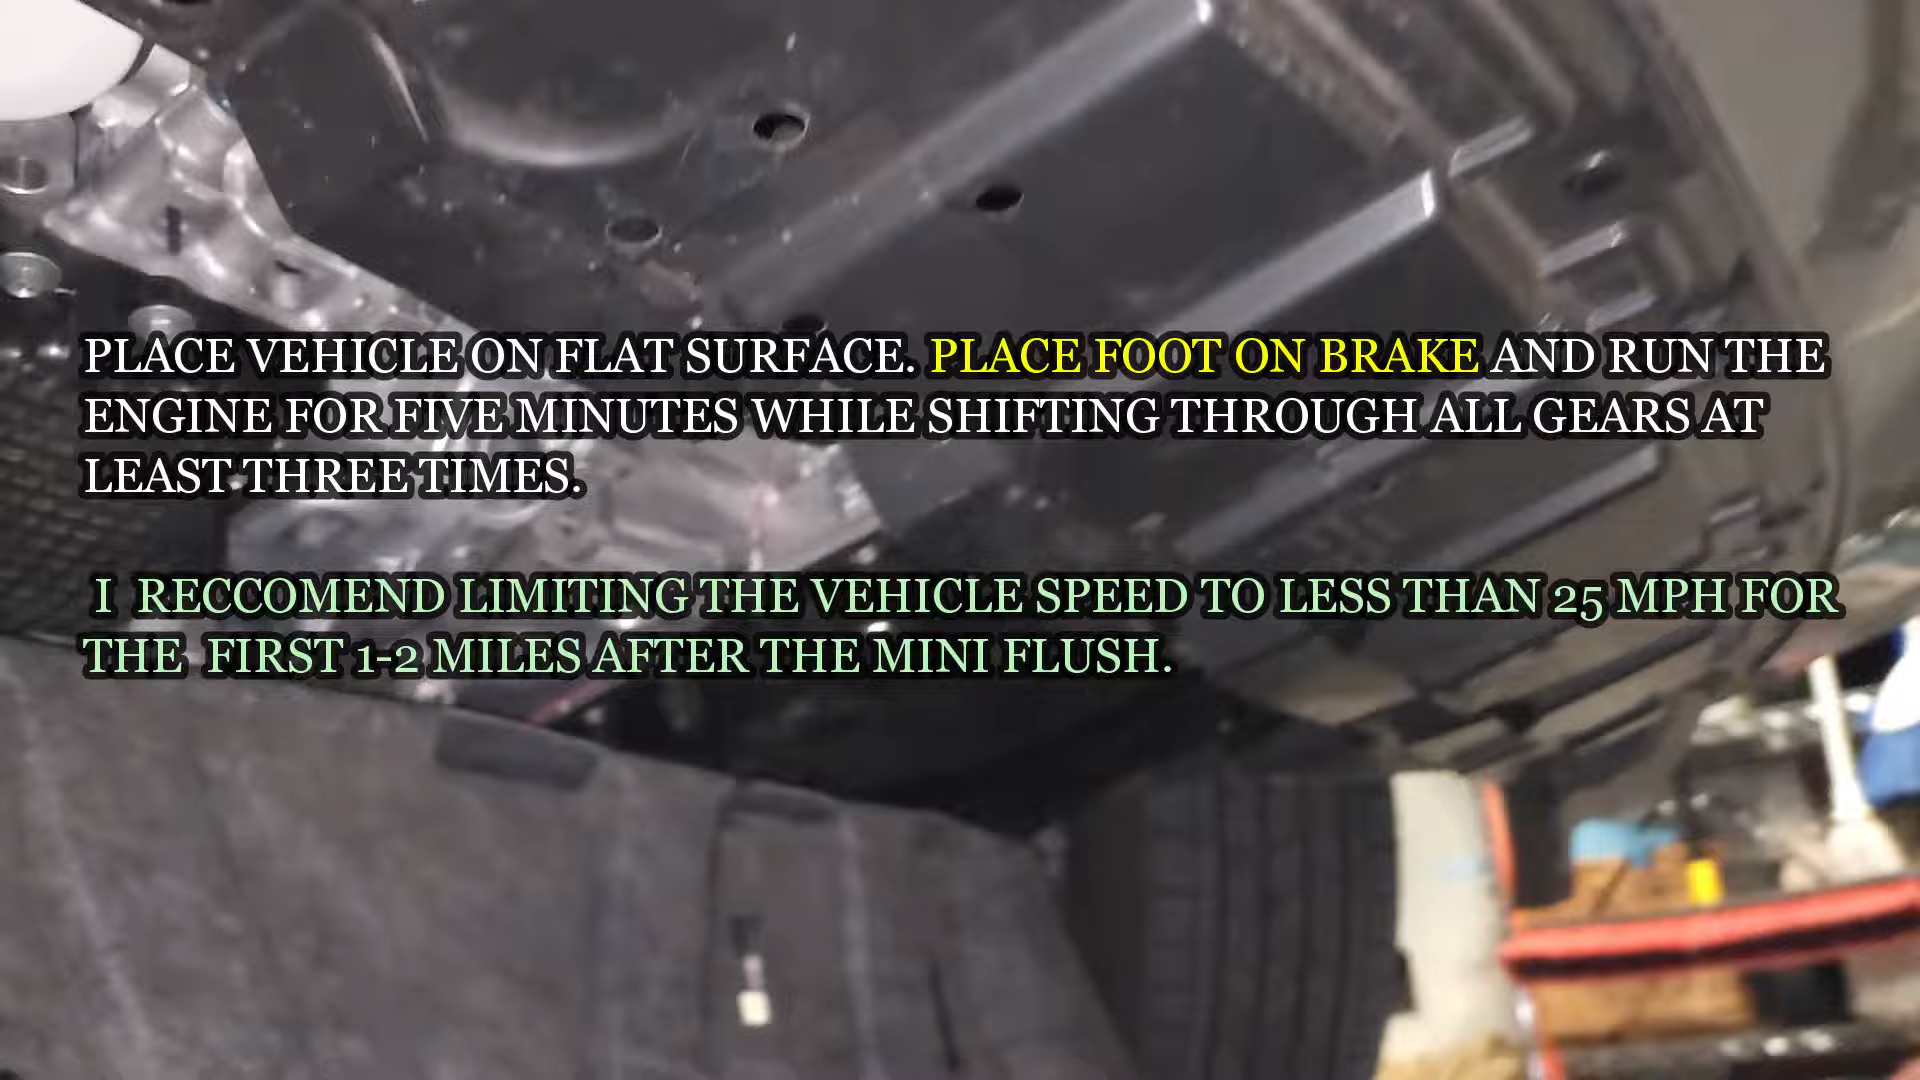 PLACE VEHICLE ON FLAT SURFACE. PLACE FOOT ON BRAKE AND RUN THE
ENGINE FOR FIVE MINUTES WHILE SHIFTING THROUGH ALL GEARS AT
LEAST THREE TIMES.
I RECCOMEND LIMITING THE VEHICLE SPEED TO LESS THAN 25 MPH FOR
THE FIRST 1-2 MILES AFTER THE MINI FLUSH.